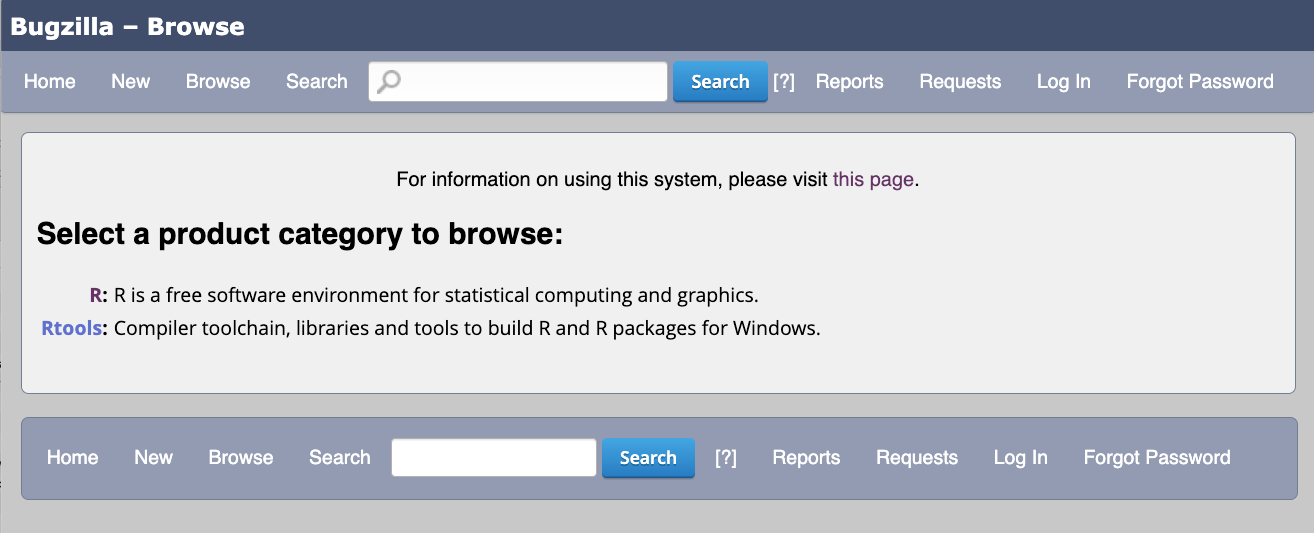 Bugzilla – Browse
Home New Browse Search Search [?] Reports Requests Log In Forgot Password
For information on using this system, please visit this page.
Select a product category to browse:
R: R is a free software environment for statistical computing and graphics.
Rtools: Compiler toolchain, libraries and tools to build R and R packages for Windows.
Home New Browse Search Search [?] Reports Requests Log In Forgot Password